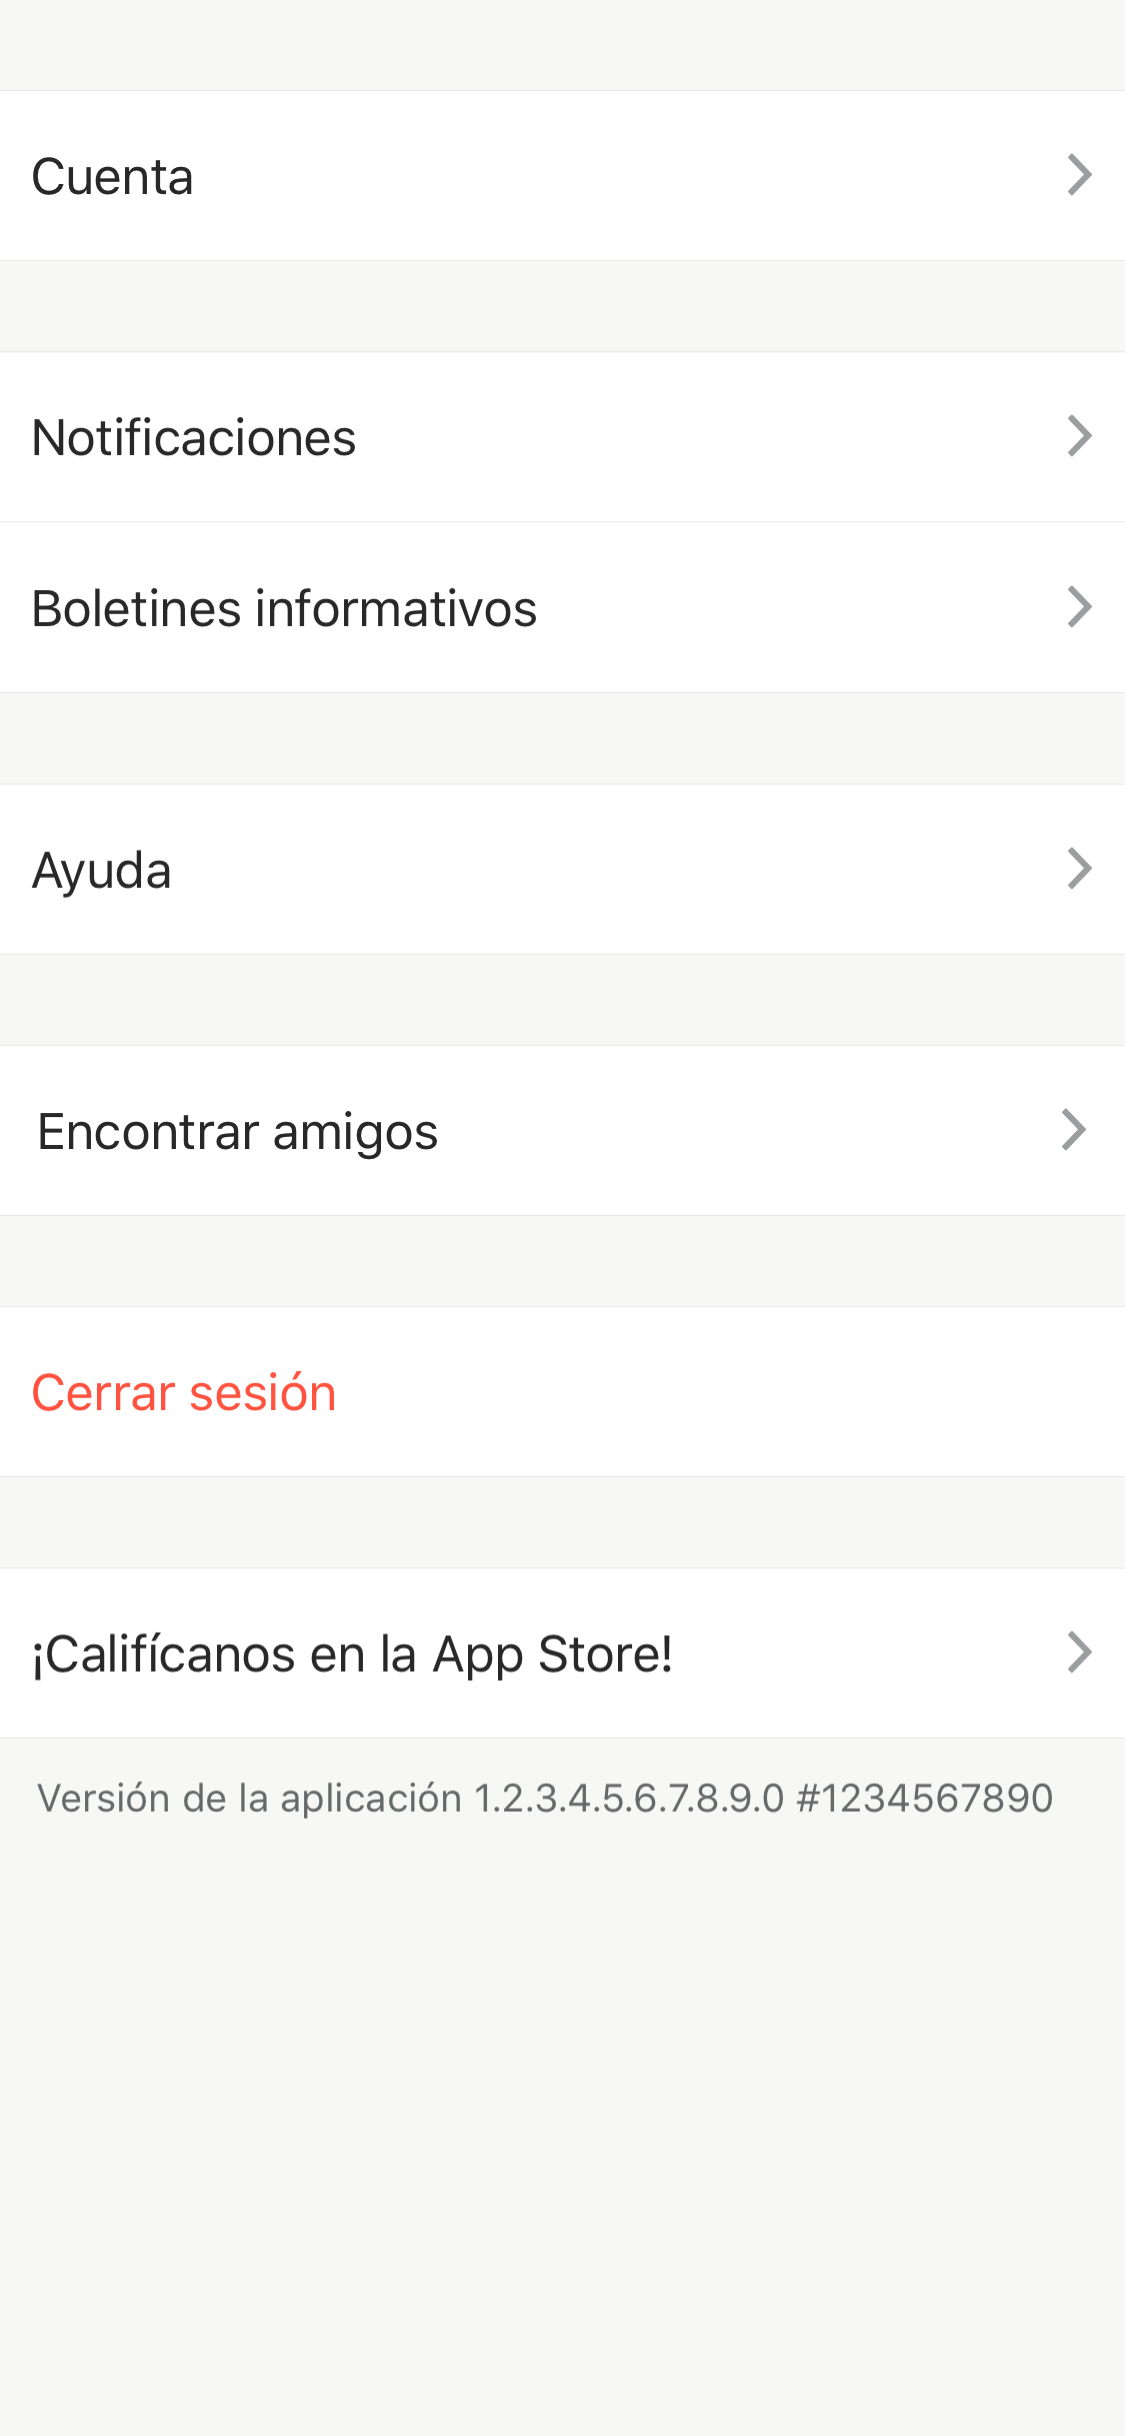 Cuenta
Notificaciones
Boletines informativos
Ayuda
Encontrar amigos
Cerrar sesión
¡Califícanos en la App Store!
Versión de la aplicación 1.2.3.4.5.6.7.8.9.0 #1234567890